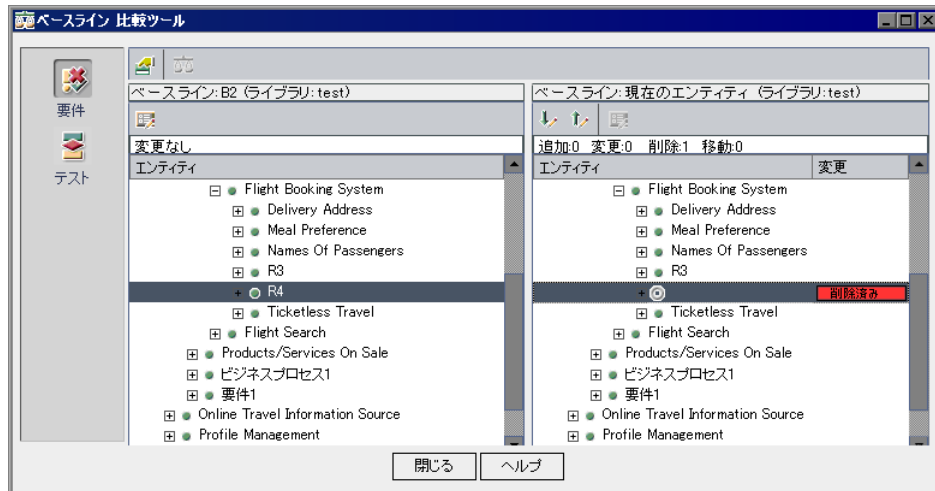 ベースライン 比較ツール
要件
テスト
ベースライン:B2 (ライブラリ:test)
変更なし
エンティティ
Flight Booking System
Delivery Address
Meal Preference
Names Of Passengers
R3
R4
Ticketless Travel
Flight Search
Products/Services On Sale
ビジネスプロセス1
要件1
Online Travel Information Source
Profile Management
ベースライン:現在のエンティティ (ライブラリ:test)
追加:0 変更:0 削除:1 移動:0
エンティティ 変更
Flight Booking System
Delivery Address
Meal Preference
Names Of Passengers
R3
削除済み
Ticketless Travel
Flight Search
Products/Services On Sale
ビジネスプロセス1
要件1
Online Travel Information Source
Profile Management
閉じる ヘルプ